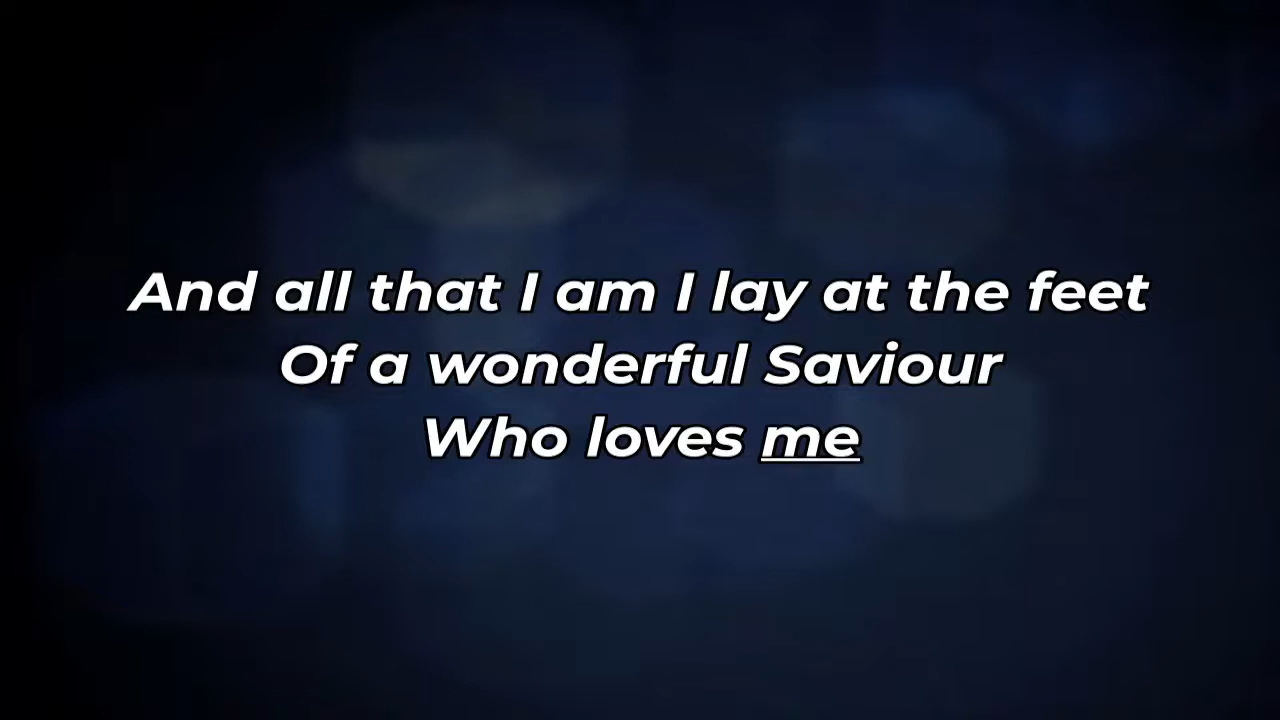 And all that I am I lay at the feet
Of a wonderful Saviour
Who loves me